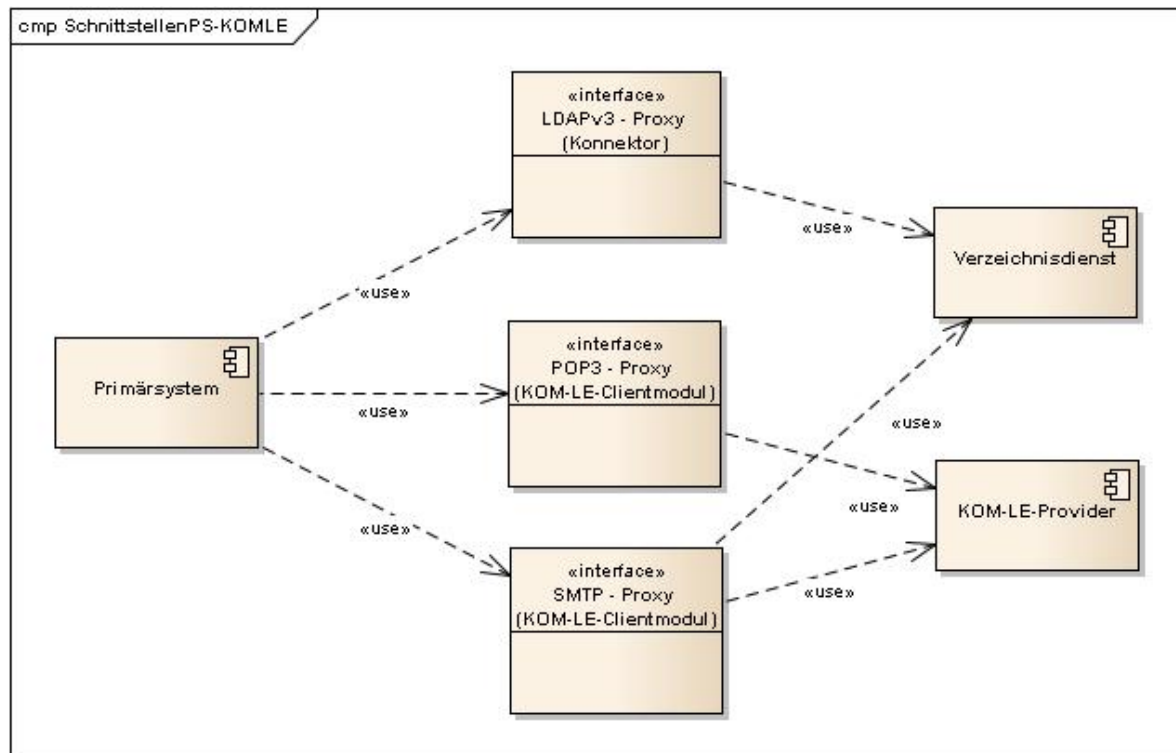 cmp SchnittstellenPS-KOMLE
«interface»
LDAPv3 - Proxy
(Konnektor)
«use»
Verzeichnisdienst
«use»
«interface»
POP3 - Proxy
(KOM-LE-Clientmodul)
Primärsystem
«use»
«use»
KOM-LE-Provider
«use»
«use»
«interface»
SMTP - Proxy
(KOM-LE-Clientmodul)
«use»